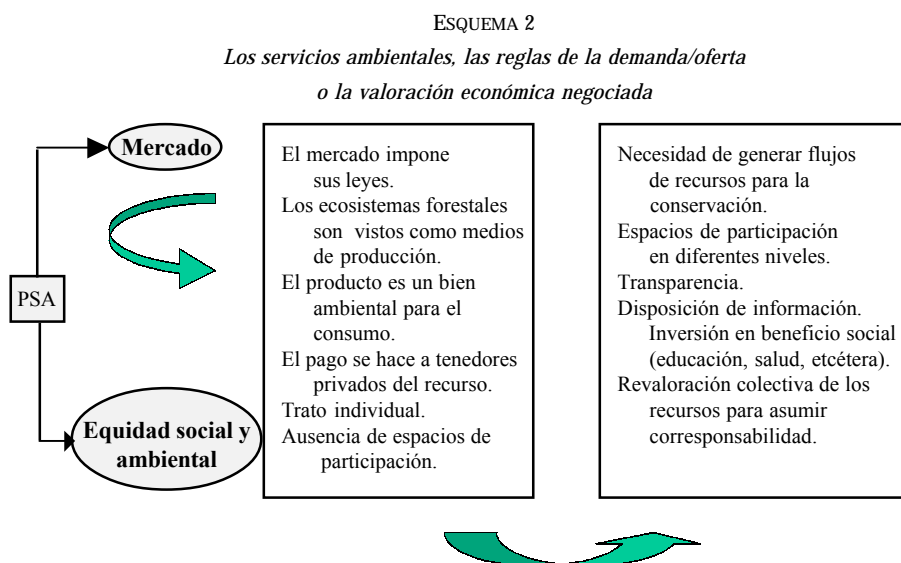 ESQUEMA 2
Los servicios ambientales, las reglas de la demanda/oferta
o la valoración económica negociada
Mercado
PSA
Equidad social y
ambiental
El mercado impone
sus leyes.
Los ecosistemas forestales
son vistos como medios
de producción.
El producto es un bien
ambiental para el
consumo.
El pago se hace a tenedores
privados del recurso.
Trato individual.
Ausencia de espacios de
participación.
Necesidad de generar flujos
de recursos para la
conservación.
Espacios de participación
en diferentes niveles.
Transparencia.
Disposición de información.
Inversión en beneficio social
(educación, salud, etcétera).
Revaloración colectiva de los
recursos para asumir
corresponsabilidad.